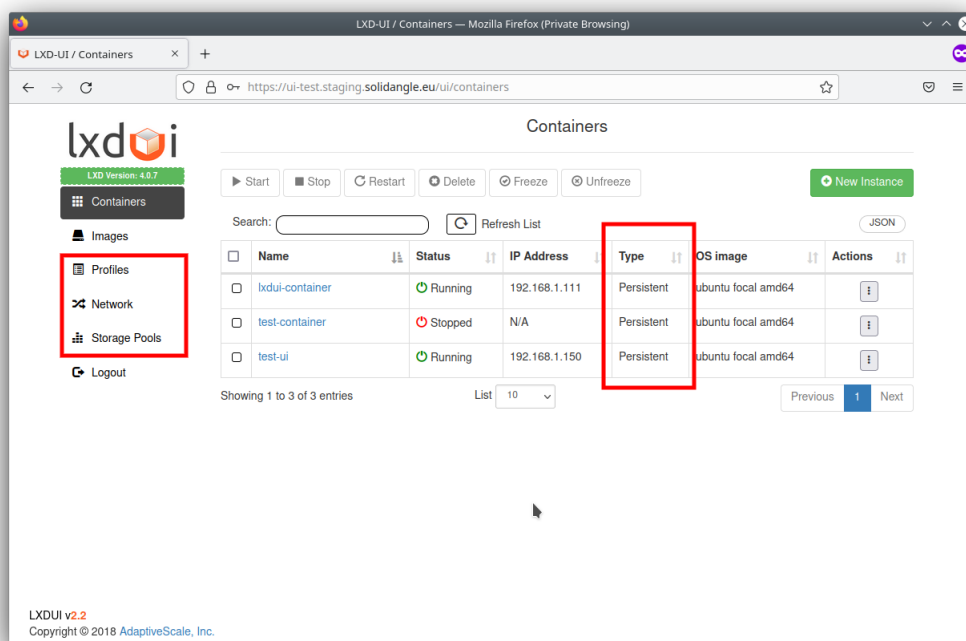 LXD-UI / Containers — Mozilla Firefox (Private Browsing)
LXD-UI / Containers
https://ui-test.staging.solidangle.eu/ui/containers
lxdui
LXD Version: 4.0.7
Containers
Images
Profiles
Network
Storage Pools
Logout
Containers
Start Stop Restart Delete Freeze Unfreeze New Instance
Search: Refresh List JSON
Name Status IP Address Type OS image Actions
lxdui-container Running 192.168.1.111 Persistent ubuntu focal amd64
test-container Stopped N/A Persistent ubuntu focal amd64
test-ui Running 192.168.1.150 Persistent ubuntu focal amd64
Showing 1 to 3 of 3 entries List 10 Previous 1 Next
LXDUI v2.2
Copyright © 2018 AdaptiveScale, Inc.